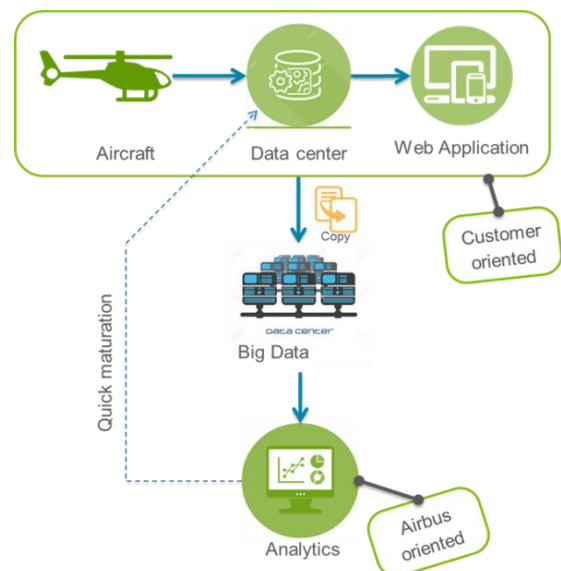 Aircraft
Data center
Web Application
Copy
Customer
oriented
DATA CENTER
Big Data
Quick maturation
Analytics
Airbus
oriented